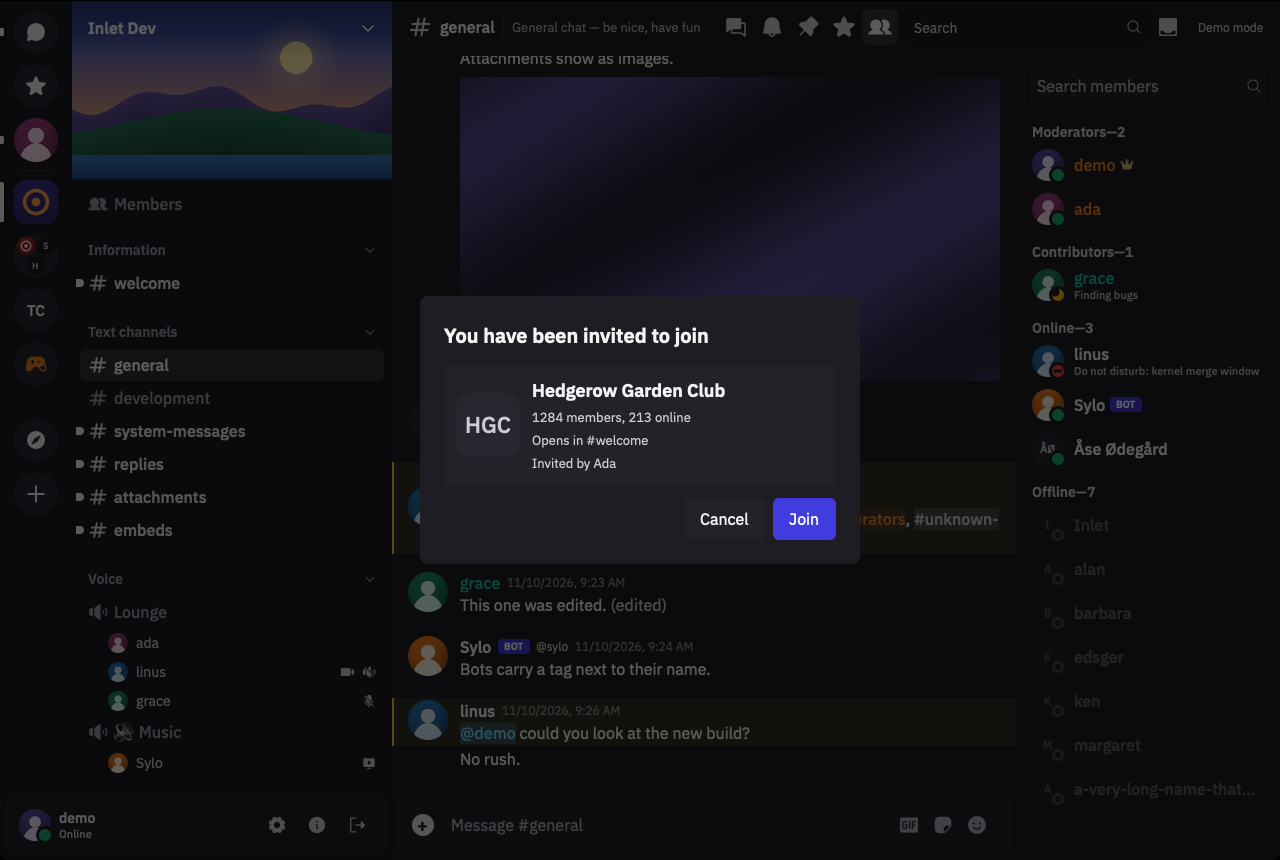 Inlet Dev
general
General chat — be nice, have fun
Search
Demo mode
S
H
TC
Members
Information
welcome
Text channels
general
development
system-messages
replies
attachments
embeds
Voice
Lounge
ada
linus
grace
Music
Sylo
demo
Online
Attachments show as images.
You have been invited to join
HGC
Hedgerow Garden Club
1284 members, 213 online
Opens in #welcome
Invited by Ada
Cancel
Join
erators, #unknown-
grace 11/10/2026, 9:23 AM
This one was edited. (edited)
Sylo BOT @sylo 11/10/2026, 9:24 AM
Bots carry a tag next to their name.
linus 11/10/2026, 9:26 AM
@demo could you look at the new build?
No rush.
Message #general
GIF
Search members
Moderators—2
demo
ada
Contributors—1
grace
Finding bugs
Online—3
linus
Do not disturb: kernel merge window
Sylo BOT
ÅØ
Åse Ødegård
Offline—7
I
Inlet
A
alan
B
barbara
E
edsger
K
ken
M
margaret
A
a-very-long-name-that...